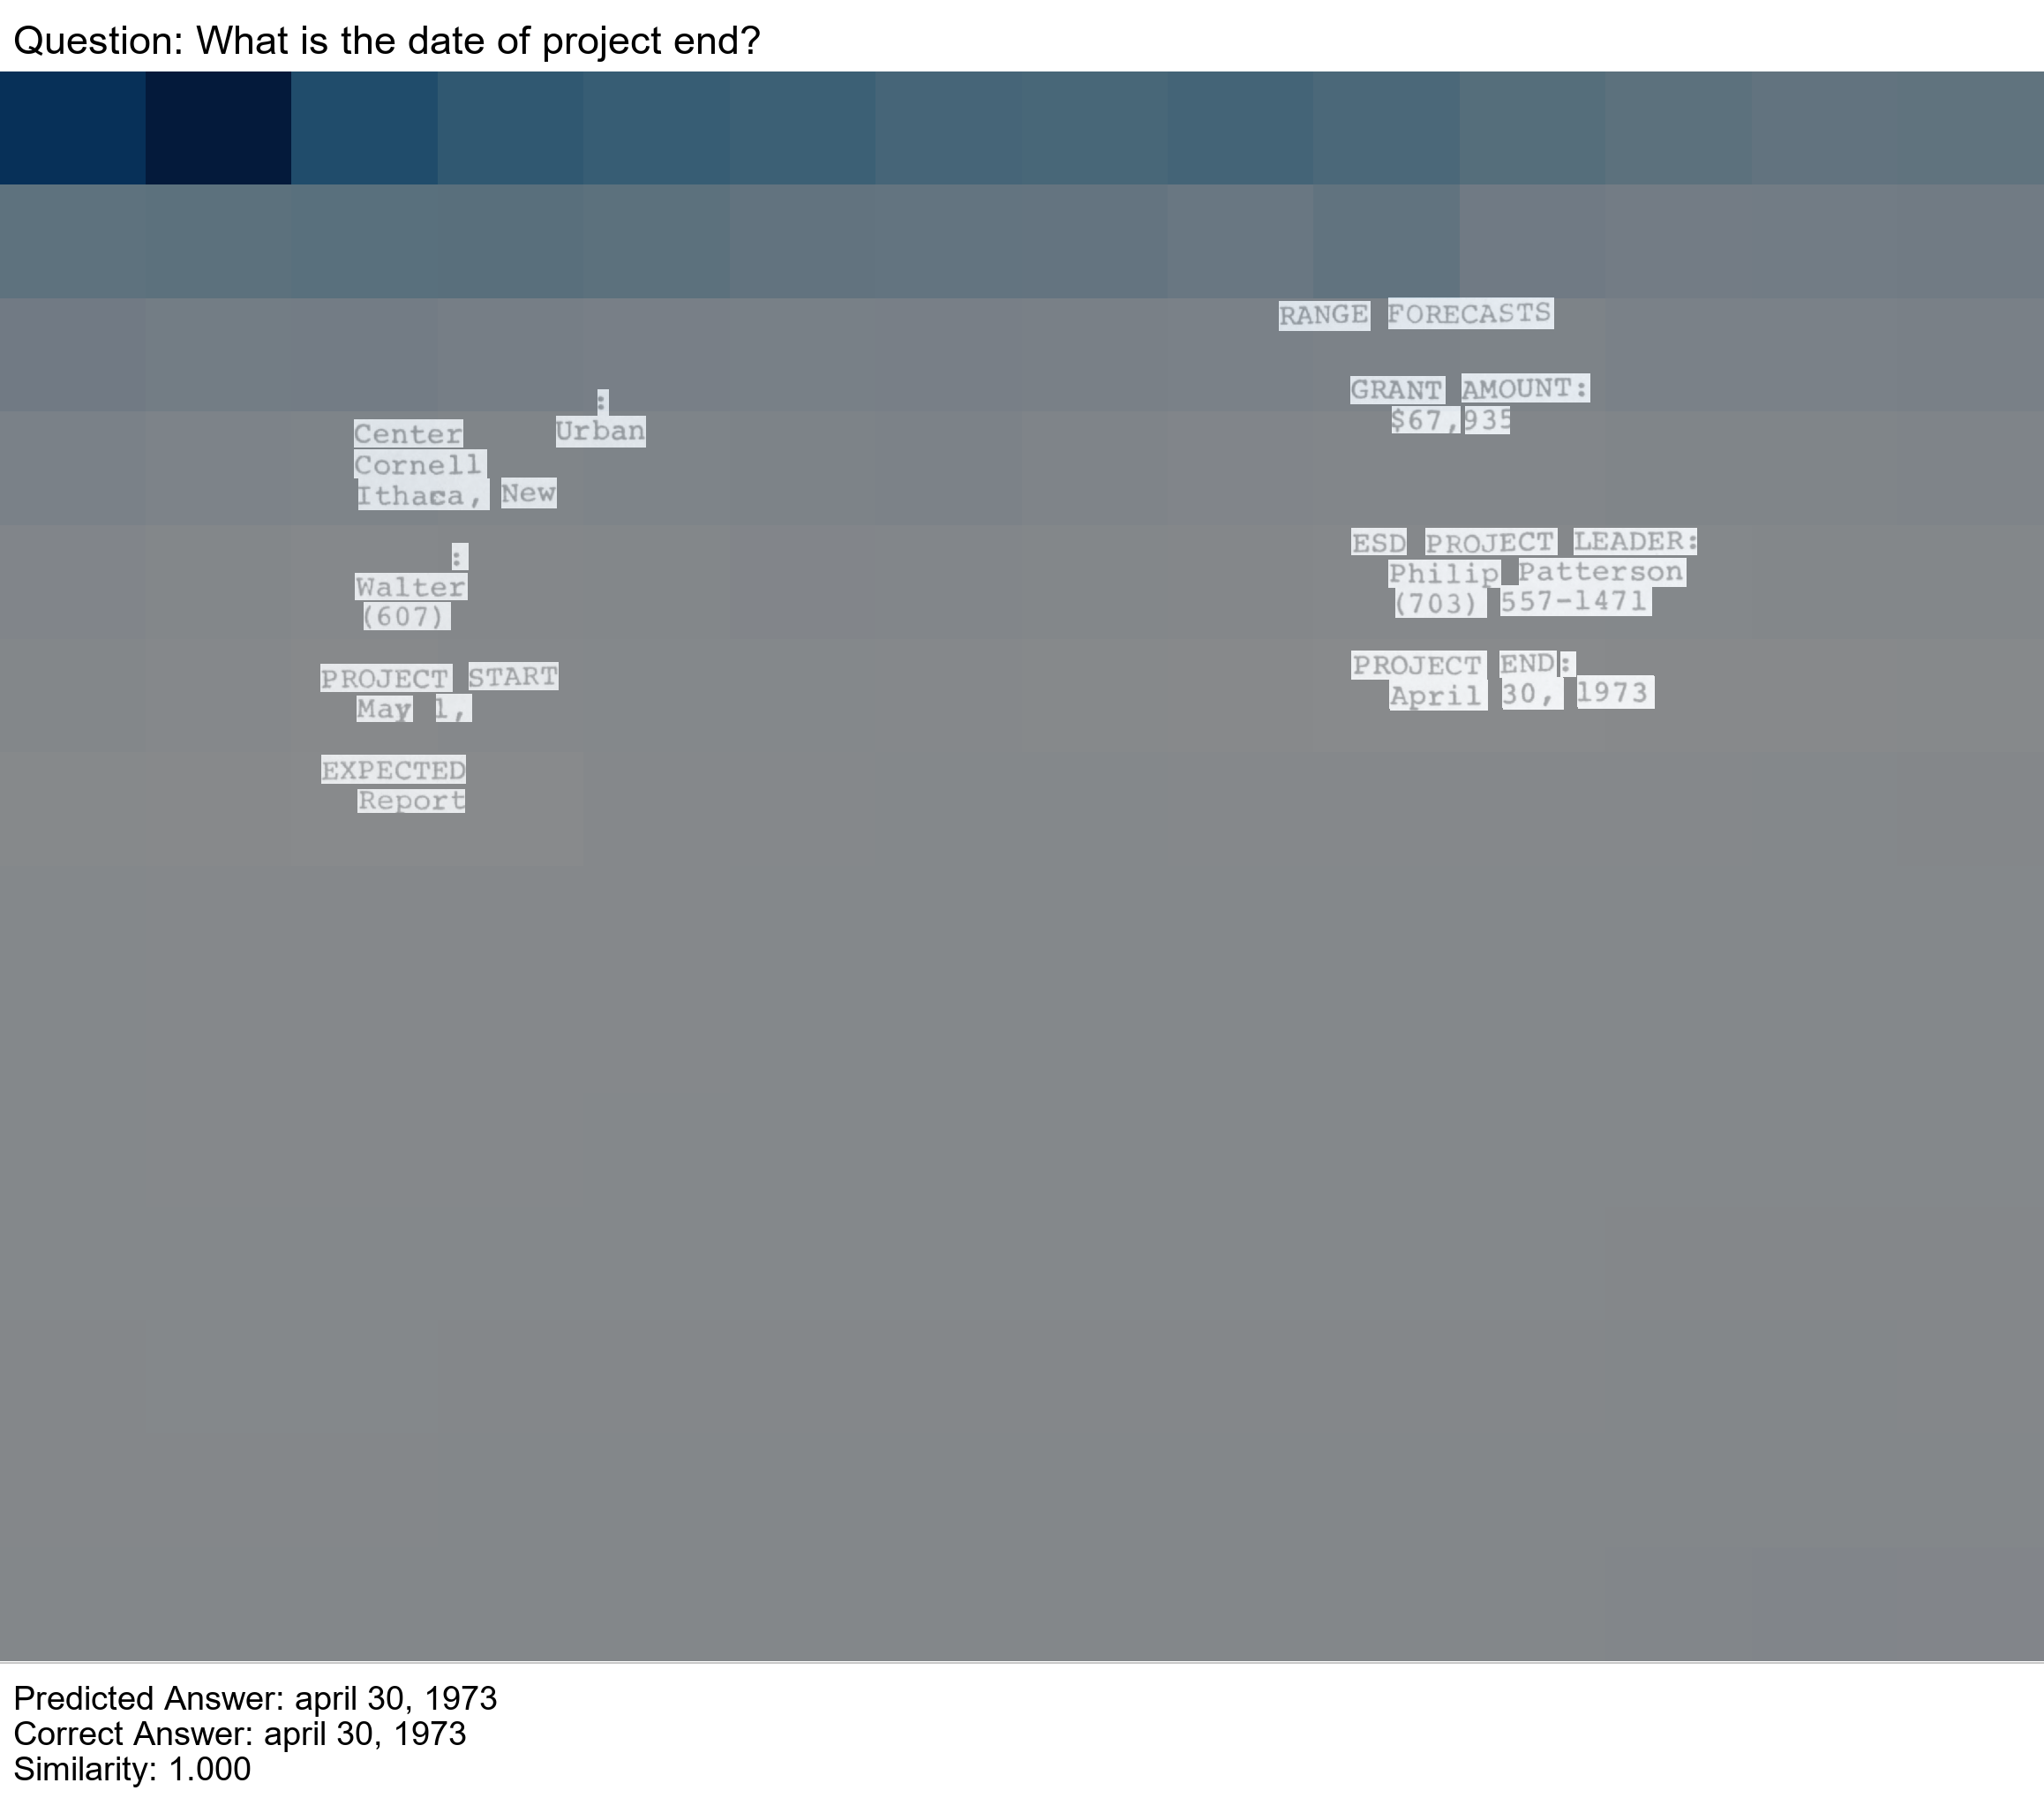 Question: What is the date of project end?
RANGE FORECASTS
GRANT AMOUNT:
:
$67,935
Center Urban
Cornell
Ithaca, New
ESD PROJECT LEADER:
:
Philip Patterson
Walter
(703) 557-1471
(607)
PROJECT END:
PROJECT START
April 30, 1973
May 1,
EXPECTED
Report
Predicted Answer: april 30, 1973
Correct Answer: april 30, 1973
Similarity: 1.000